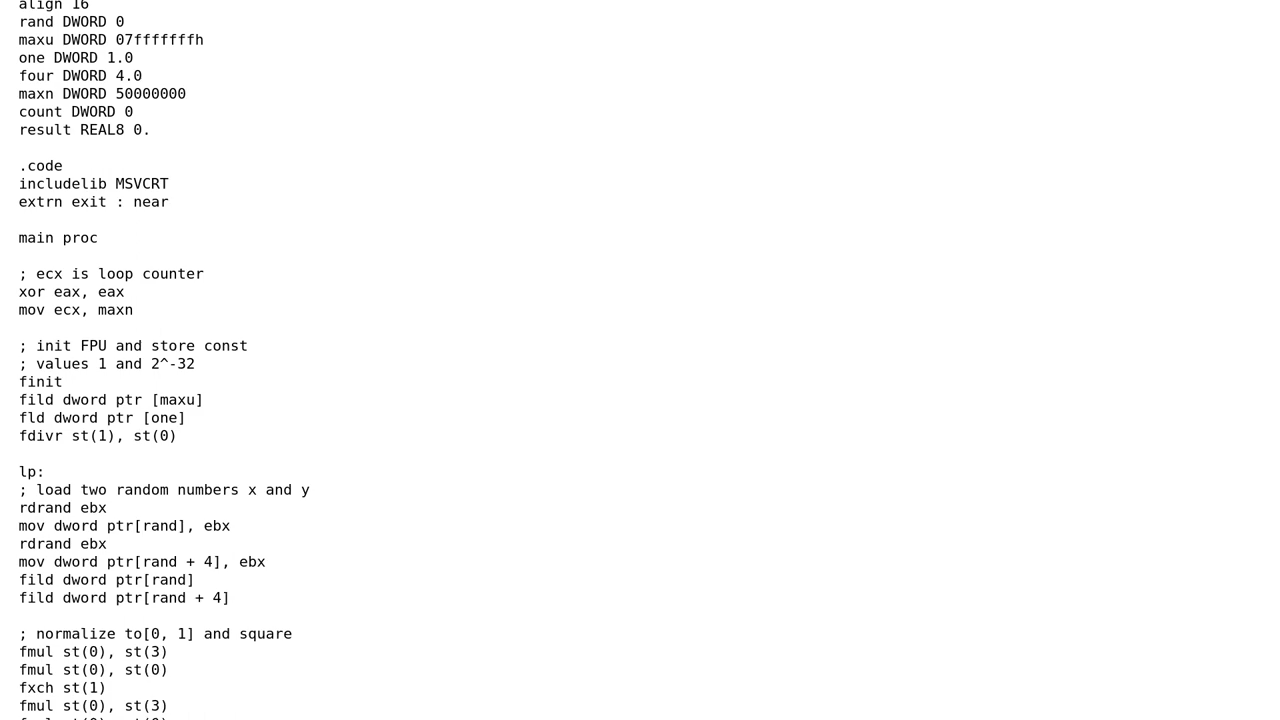 align 16
rand DWORD 0
maxu DWORD 07fffffffh
one DWORD 1.0
four DWORD 4.0
maxn DWORD 50000000
count DWORD 0
result REAL8 0.
.code
includelib MSVCRT
extrn exit : near
main proc
; ecx is loop counter
xor eax, eax
mov ecx, maxn
; init FPU and store const
; values 1 and 2^-32
finit
fild dword ptr [maxu]
fld dword ptr [one]
fdivr st(1), st(0)
lp:
; load two random numbers x and y
rdrand ebx
mov dword ptr[rand], ebx
rdrand ebx
mov dword ptr[rand + 4], ebx
fild dword ptr[rand]
fild dword ptr[rand + 4]
; normalize to[0, 1] and square
fmul st(0), st(3)
fmul st(0), st(0)
fxch st(1)
fmul st(0), st(3)